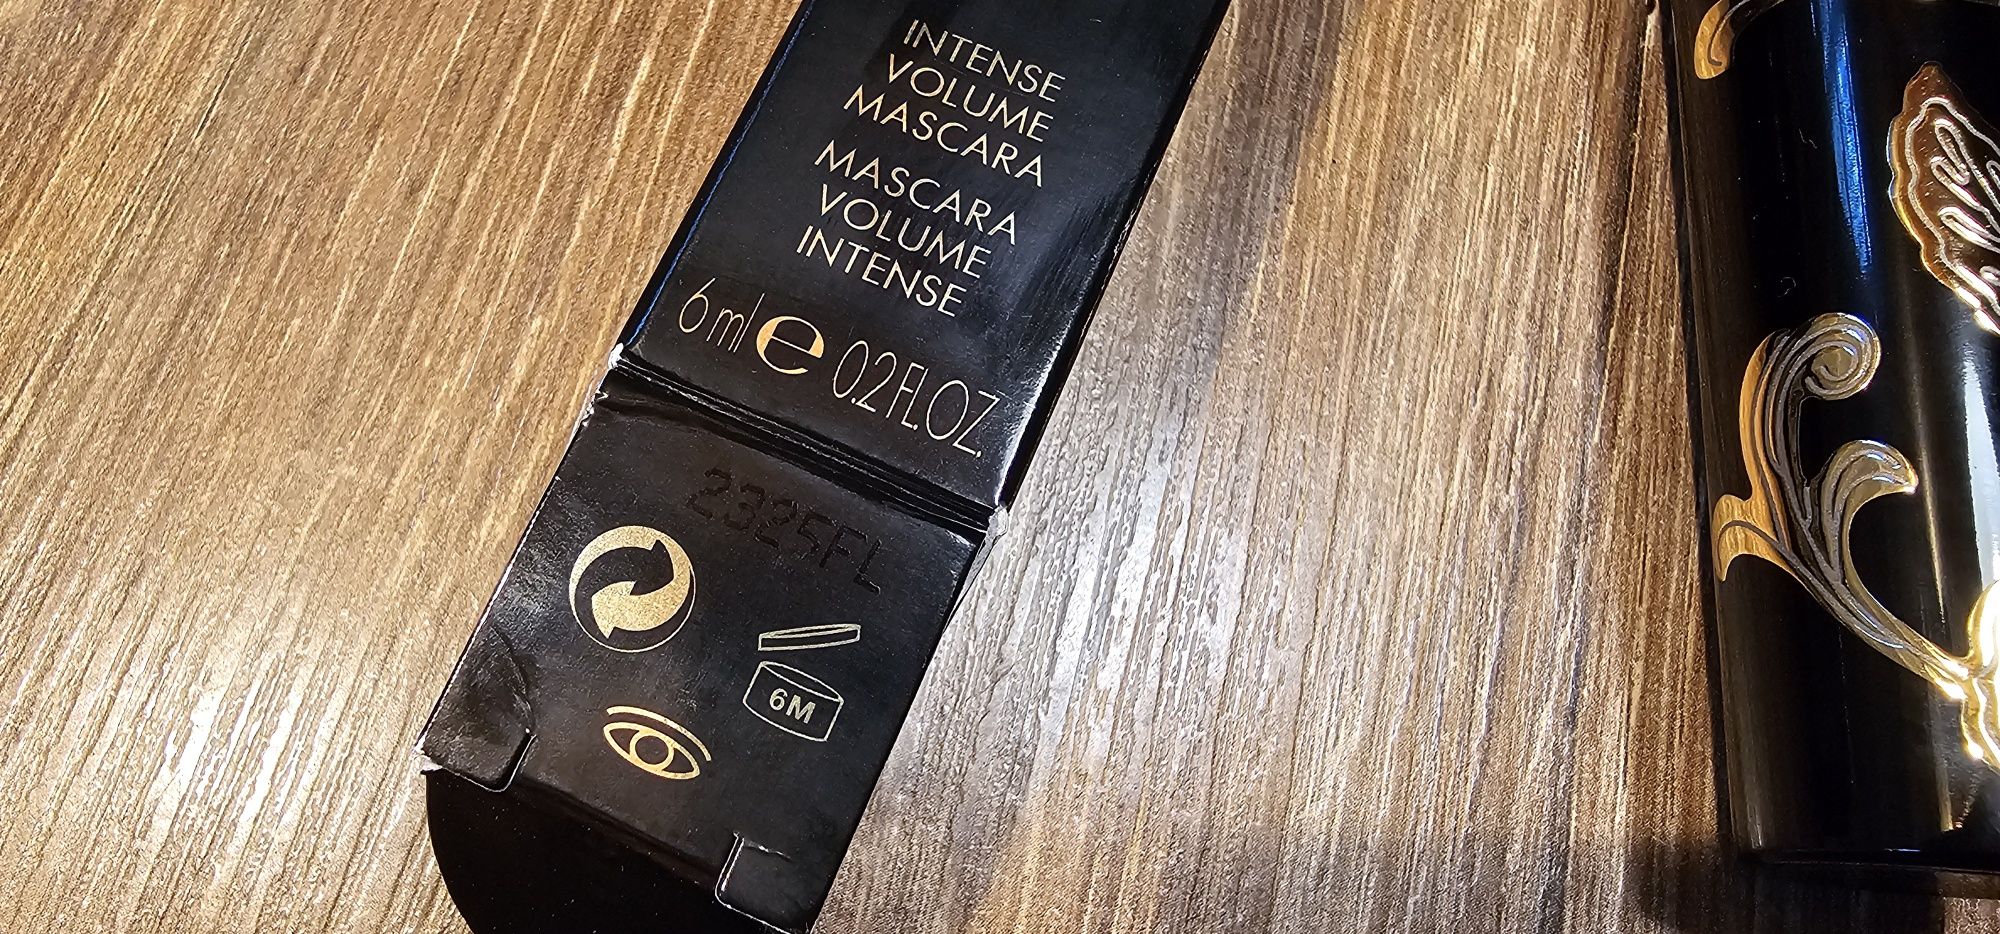 INTENSE
VOLUME
MASCARA
MASCARA
VOLUME
INTENSE
6 ml e 0.2 FL.OZ.
2325FL
6M